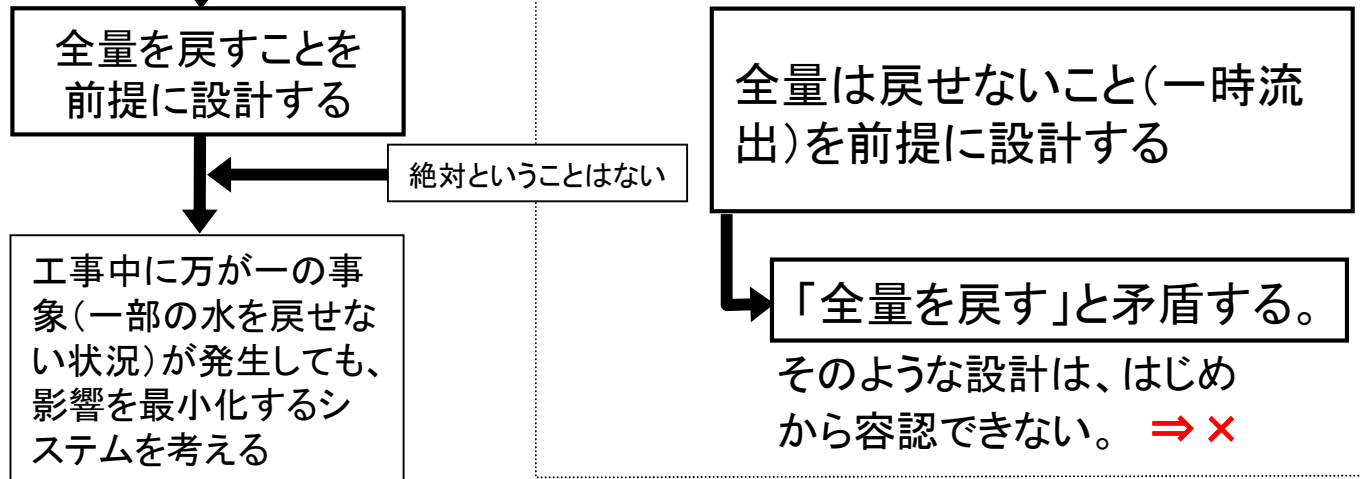 全量を戻すことを
前提に設計する
絶対ということはない
工事中に万が一の事
象(一部の水を戻せな
い状況)が発生しても、
影響を最小化するシ
ステムを考える
全量は戻せないこと(一時流
出)を前提に設計する
「全量を戻す」と矛盾する。
そのような設計は、はじめ
から容認できない。 ⇒×